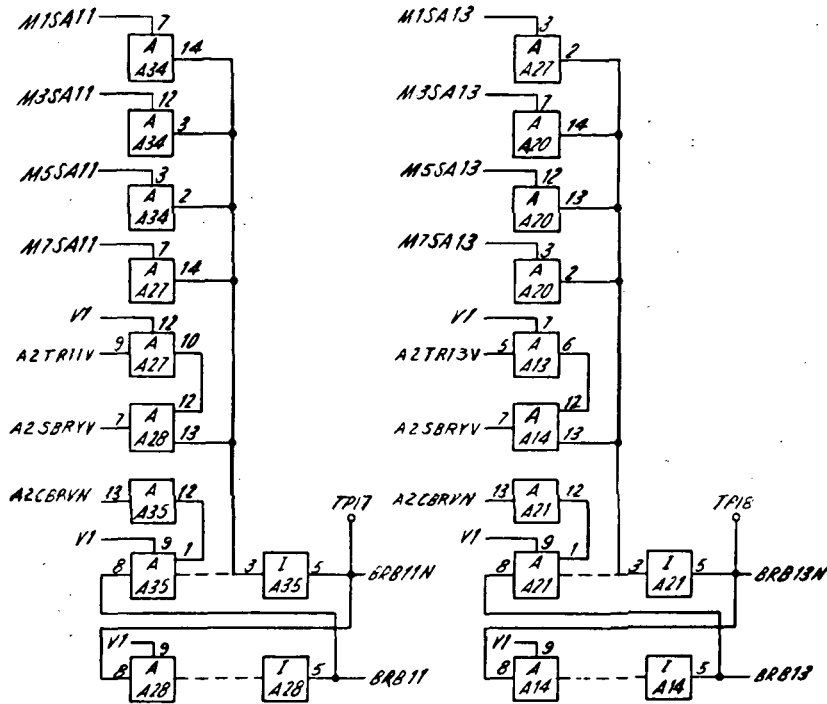 M1SA11 7
A
A34 14
M3SA11 12
A
A34 3
M5SA11 3
A
A34 2
M7SA11 7
A
A27 14
V1 12
A2TR11V 9 A
A27 10
12
A2SBRYV 7 A
A28 13
A2CBRVN 13 A
A35 12
V1 9 1
8 A
A35
3 I
A35 5
TP17
BRB11N
V1 9
8 A
A28
I
A28 5
BRB11
M1SA13 3
A
A27 2
M3SA13 7
A
A20 14
M5SA13 12
A
A20 13
M7SA13 3
A
A20 2
V1 7
A2TR13V 5 A
A13 6
12
A2SBRYV 7 A
A14 13
A2CBRVN 13 A
A21 12
V1 9 1
8 A
A21
3 I
A21 5
TP18
BRB13N
V1 9
8 A
A14
I
A14 5
BRB13